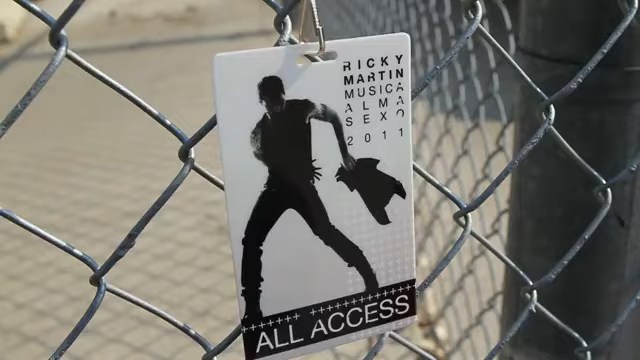 RICKY
MARTIN
MUSICA
ALMA
SEXO
2011
++++++ +++++++++++
ALL ACCESS